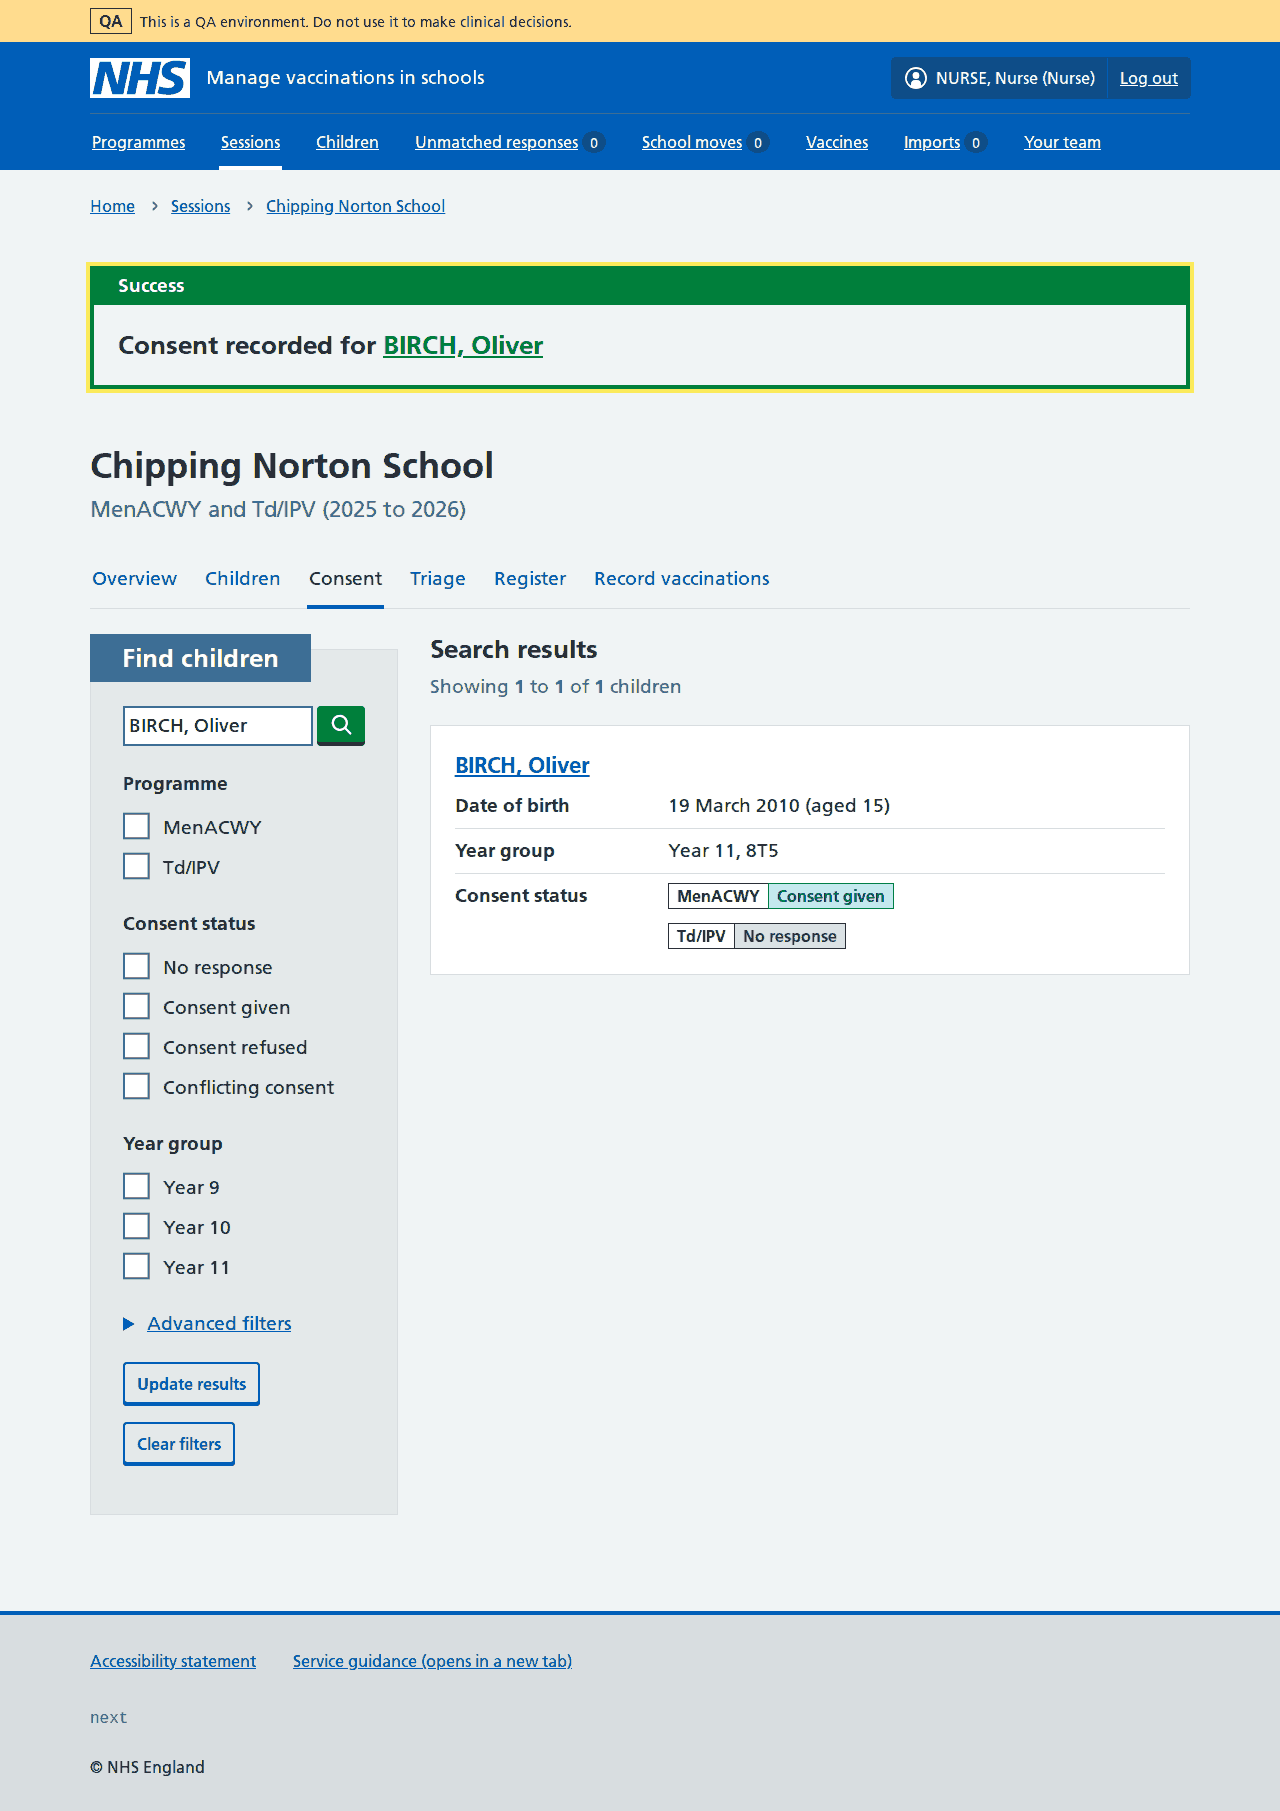 QA This is a QA environment. Do not use it to make clinical decisions.
NHS Manage vaccinations in schools NURSE, Nurse (Nurse) Log out
Programmes Sessions Children Unmatched responses 0 School moves 0 Vaccines Imports 0 Your team
Home Sessions Chipping Norton School
Success
Consent recorded for BIRCH, Oliver
Chipping Norton School
MenACWY and Td/IPV (2025 to 2026)
Overview Children Consent Triage Register Record vaccinations
Find children
BIRCH, Oliver
Programme
MenACWY
Td/IPV
Consent status
No response
Consent given
Consent refused
Conflicting consent
Year group
Year 9
Year 10
Year 11
Advanced filters
Update results
Clear filters
Search results
Showing 1 to 1 of 1 children
BIRCH, Oliver
Date of birth 19 March 2010 (aged 15)
Year group Year 11, 8T5
Consent status MenACWY Consent given
Td/IPV No response
Accessibility statement Service guidance (opens in a new tab)
next
© NHS England